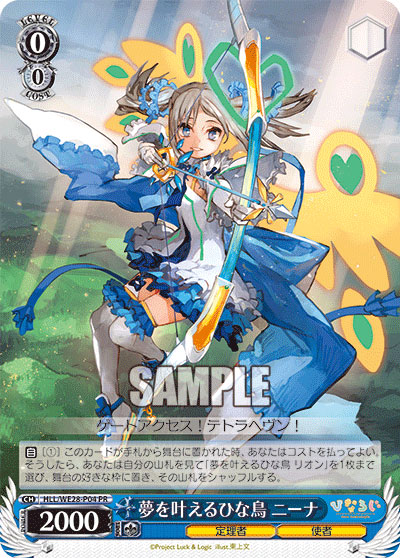 LEVEL
0
0
COST
SAMPLE
ゲートアクセス！テトラヘヴン！
自 [①] このカードが手札から舞台に置かれた時、あなたはコストを払ってよい。
そうしたら、あなたは自分の山札を見て「夢を叶えるひな鳥 リオン」を1枚まで
選び、舞台の好きな枠に置き、その山札をシャッフルする。
CH HLL/WE28-P04 PR
POWER
2000
夢を叶えるひな鳥 ニーナ
ひならじ
定理者 使者
©Project Luck & Logic illust.東上文